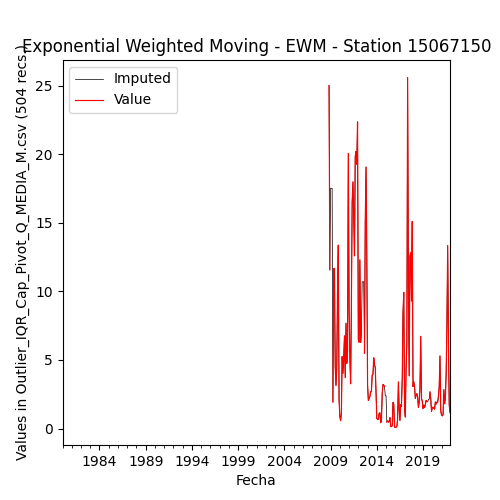 Exponential Weighted Moving - EWM - Station 15067150
Values in Outlier_IQR_Cap_Pivot_Q_MEDIA_M.csv (504 recs.)
Imputed
Value
25
20
15
10
5
0
1984 1989 1994 1999 2004 2009 2014 2019
Fecha